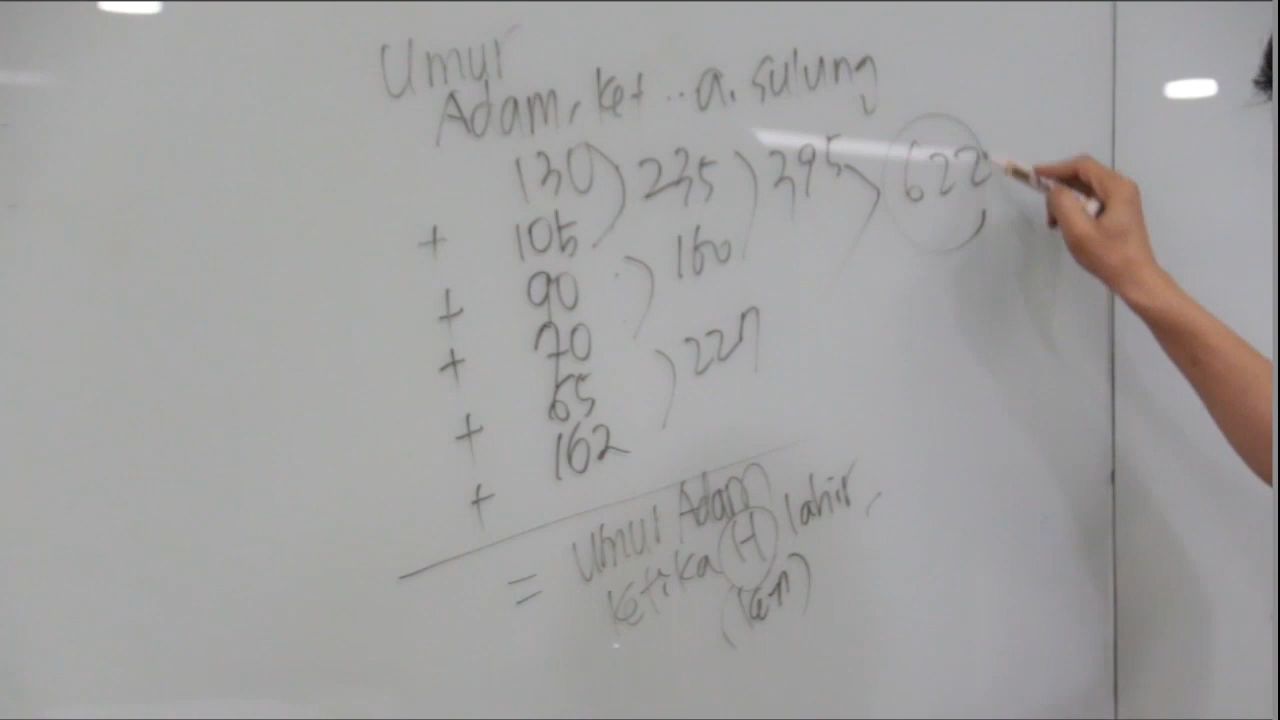 Umur
Adam, ket.. a. sulung
130) 235) 395) 622
+ 105
160
+ 90
+ 70
227
+ 65
+ 162
= Umur Adam
ketika H lahir,